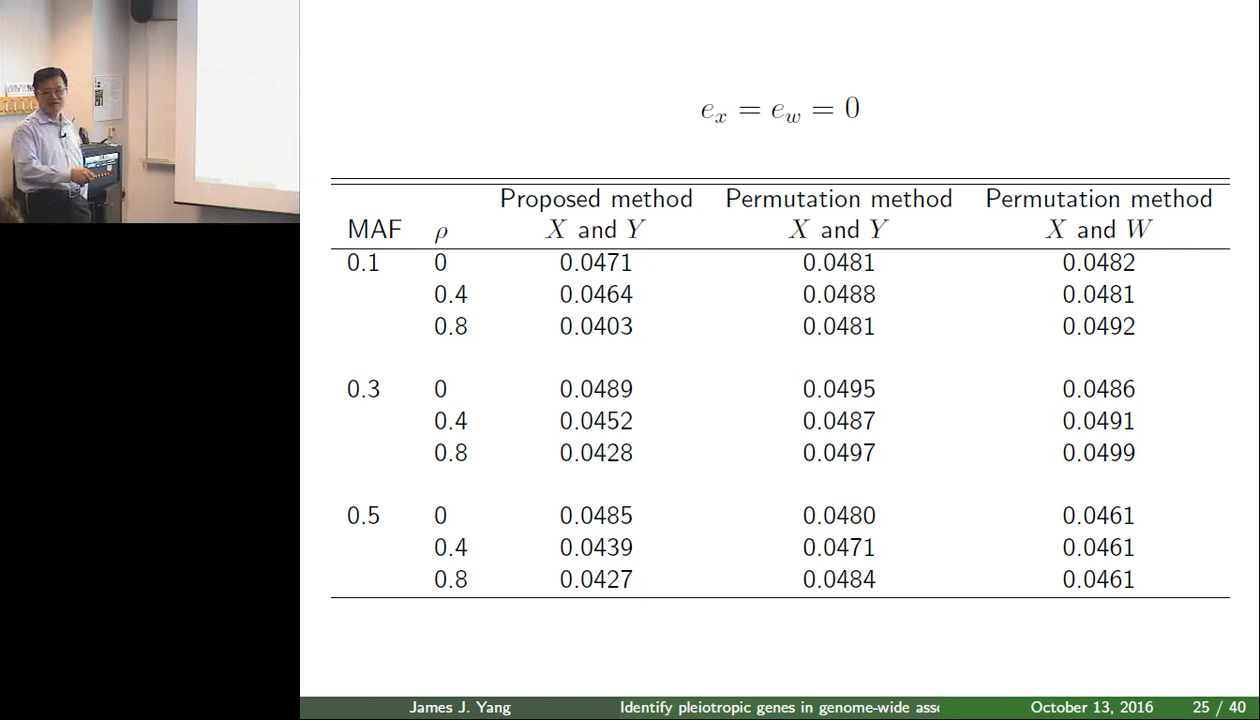 eₓ = e_w = 0
Proposed method Permutation method Permutation method
MAF ρ X and Y X and Y X and W
0.1 0 0.0471 0.0481 0.0482
0.4 0.0464 0.0488 0.0481
0.8 0.0403 0.0481 0.0492
0.3 0 0.0489 0.0495 0.0486
0.4 0.0452 0.0487 0.0491
0.8 0.0428 0.0497 0.0499
0.5 0 0.0485 0.0480 0.0461
0.4 0.0439 0.0471 0.0461
0.8 0.0427 0.0484 0.0461
James J. Yang Identify pleiotropic genes in genome-wide asso October 13, 2016 25 / 40